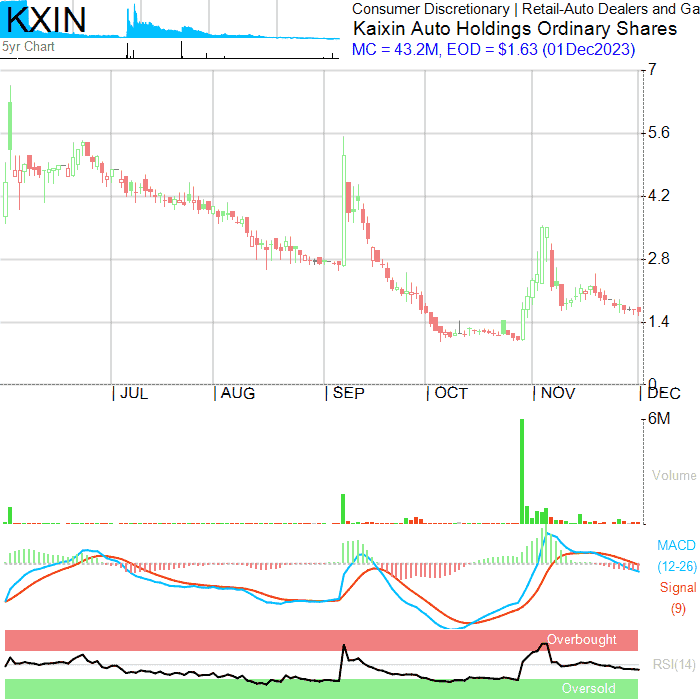 KXIN
5yr Chart
Consumer Discretionary | Retail-Auto Dealers and Ga
Kaixin Auto Holdings Ordinary Shares
MC = 43.2M, EOD = $1.63 (01Dec2023)
7
5.6
4.2
2.8
1.4
0
| JUL | AUG | SEP | OCT | NOV | DEC
6M
Volume
MACD
(12-26)
Signal
(9)
Overbought
RSI(14)
Oversold